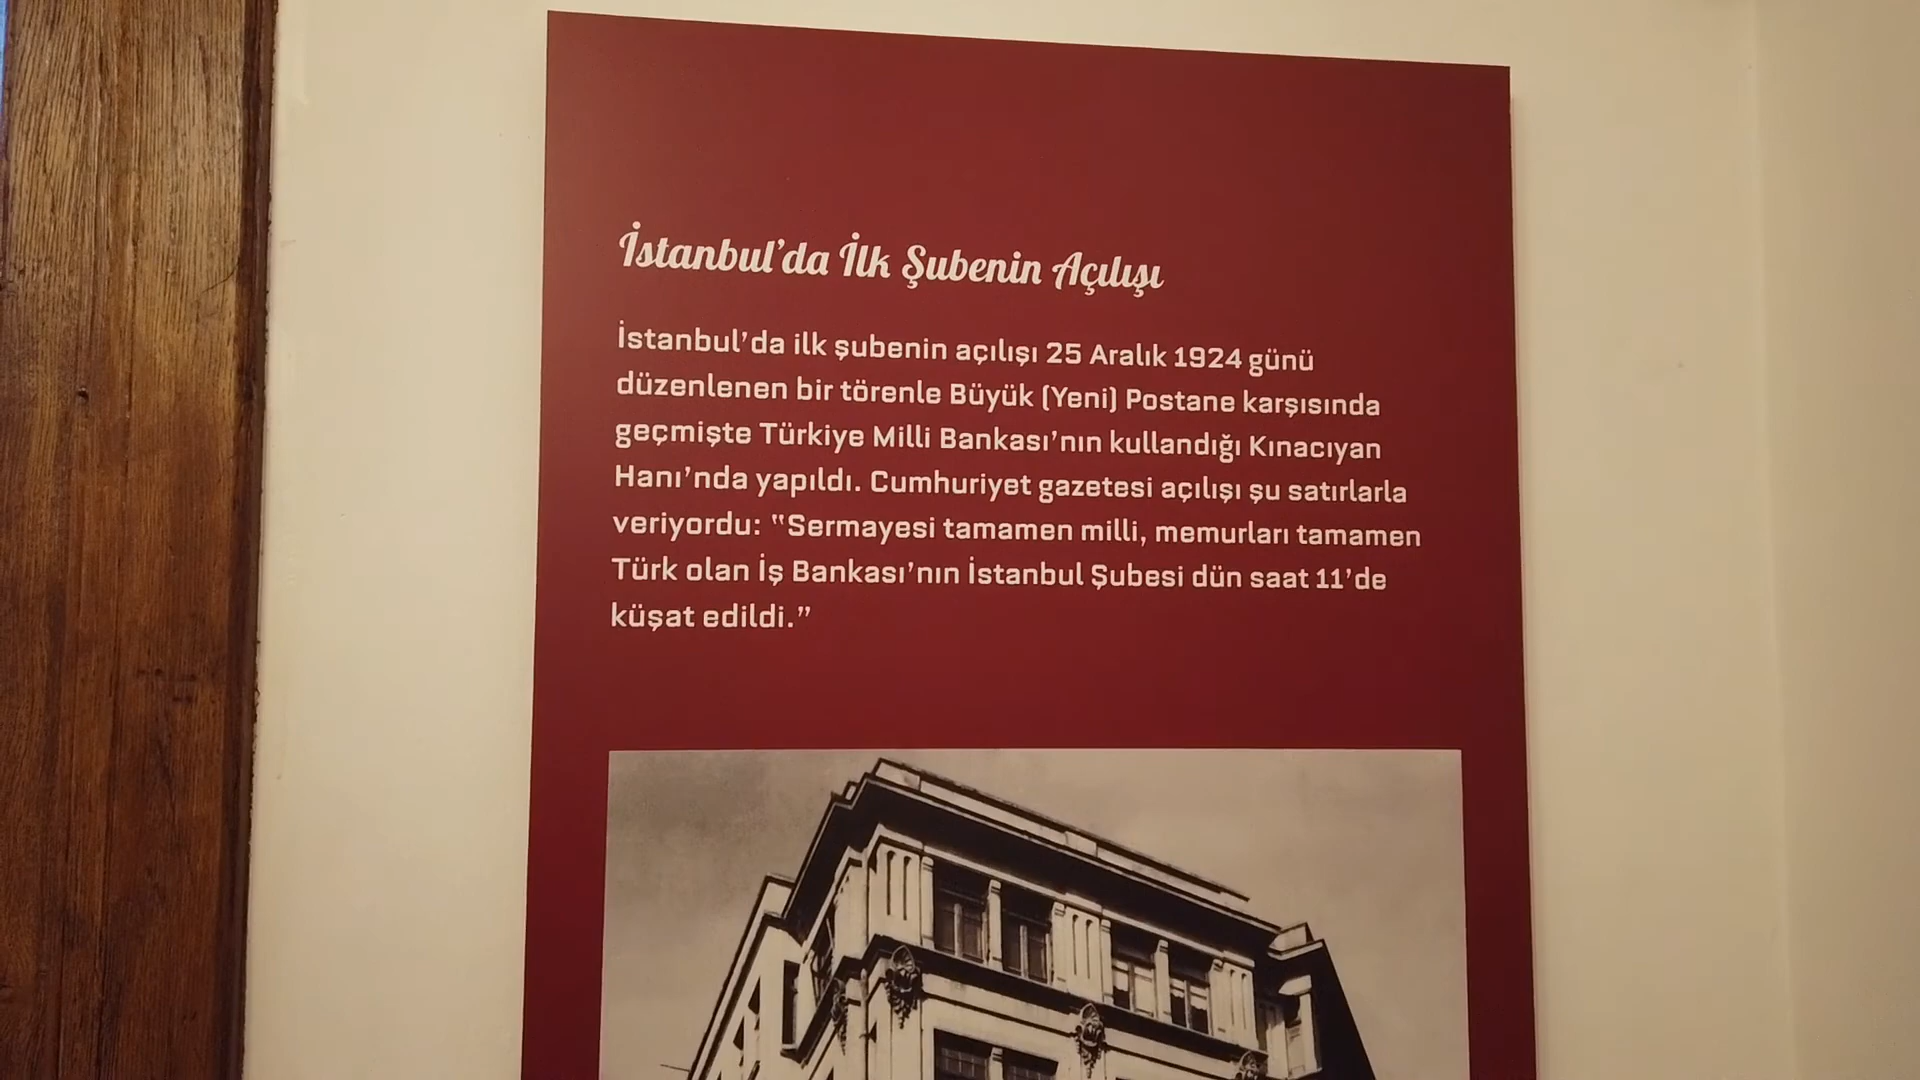 İstanbul'da İlk Şubenin Açılışı
İstanbul'da ilk şubenin açılışı 25 Aralık 1924 günü
düzenlenen bir törenle Büyük (Yeni) Postane karşısında
geçmişte Türkiye Milli Bankası'nın kullandığı Kınacıyan
Hanı'nda yapıldı. Cumhuriyet gazetesi açılışı şu satırlarla
veriyordu: "Sermayesi tamamen milli, memurları tamamen
Türk olan İş Bankası'nın İstanbul Şubesi dün saat 11'de
küşat edildi."